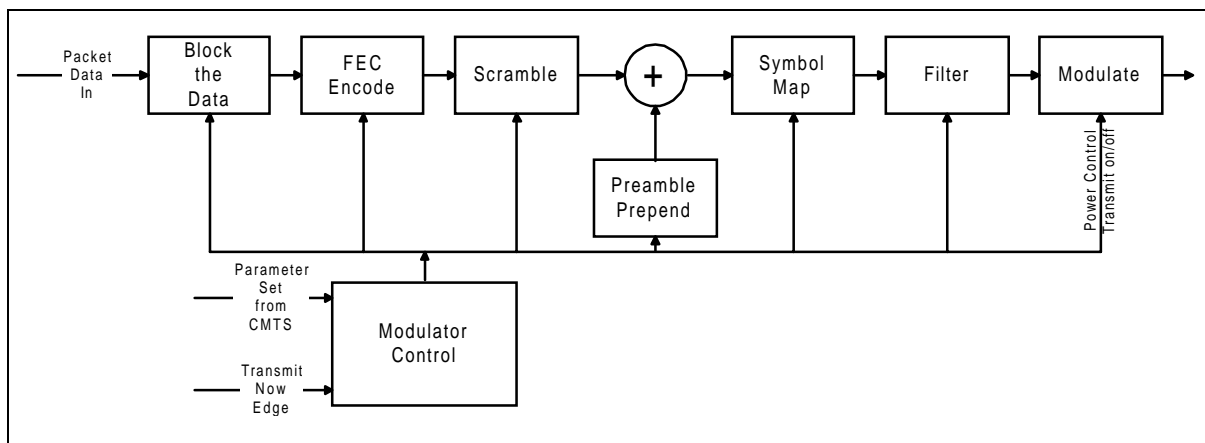 Packet
Data
In
Block
the
Data
FEC
Encode
Scramble
+
Symbol
Map
Filter
Modulate
Preamble
Prepend
Power Control
Transmit on/off
Parameter
Set
from
CMTS
Modulator
Control
Transmit
Now
Edge